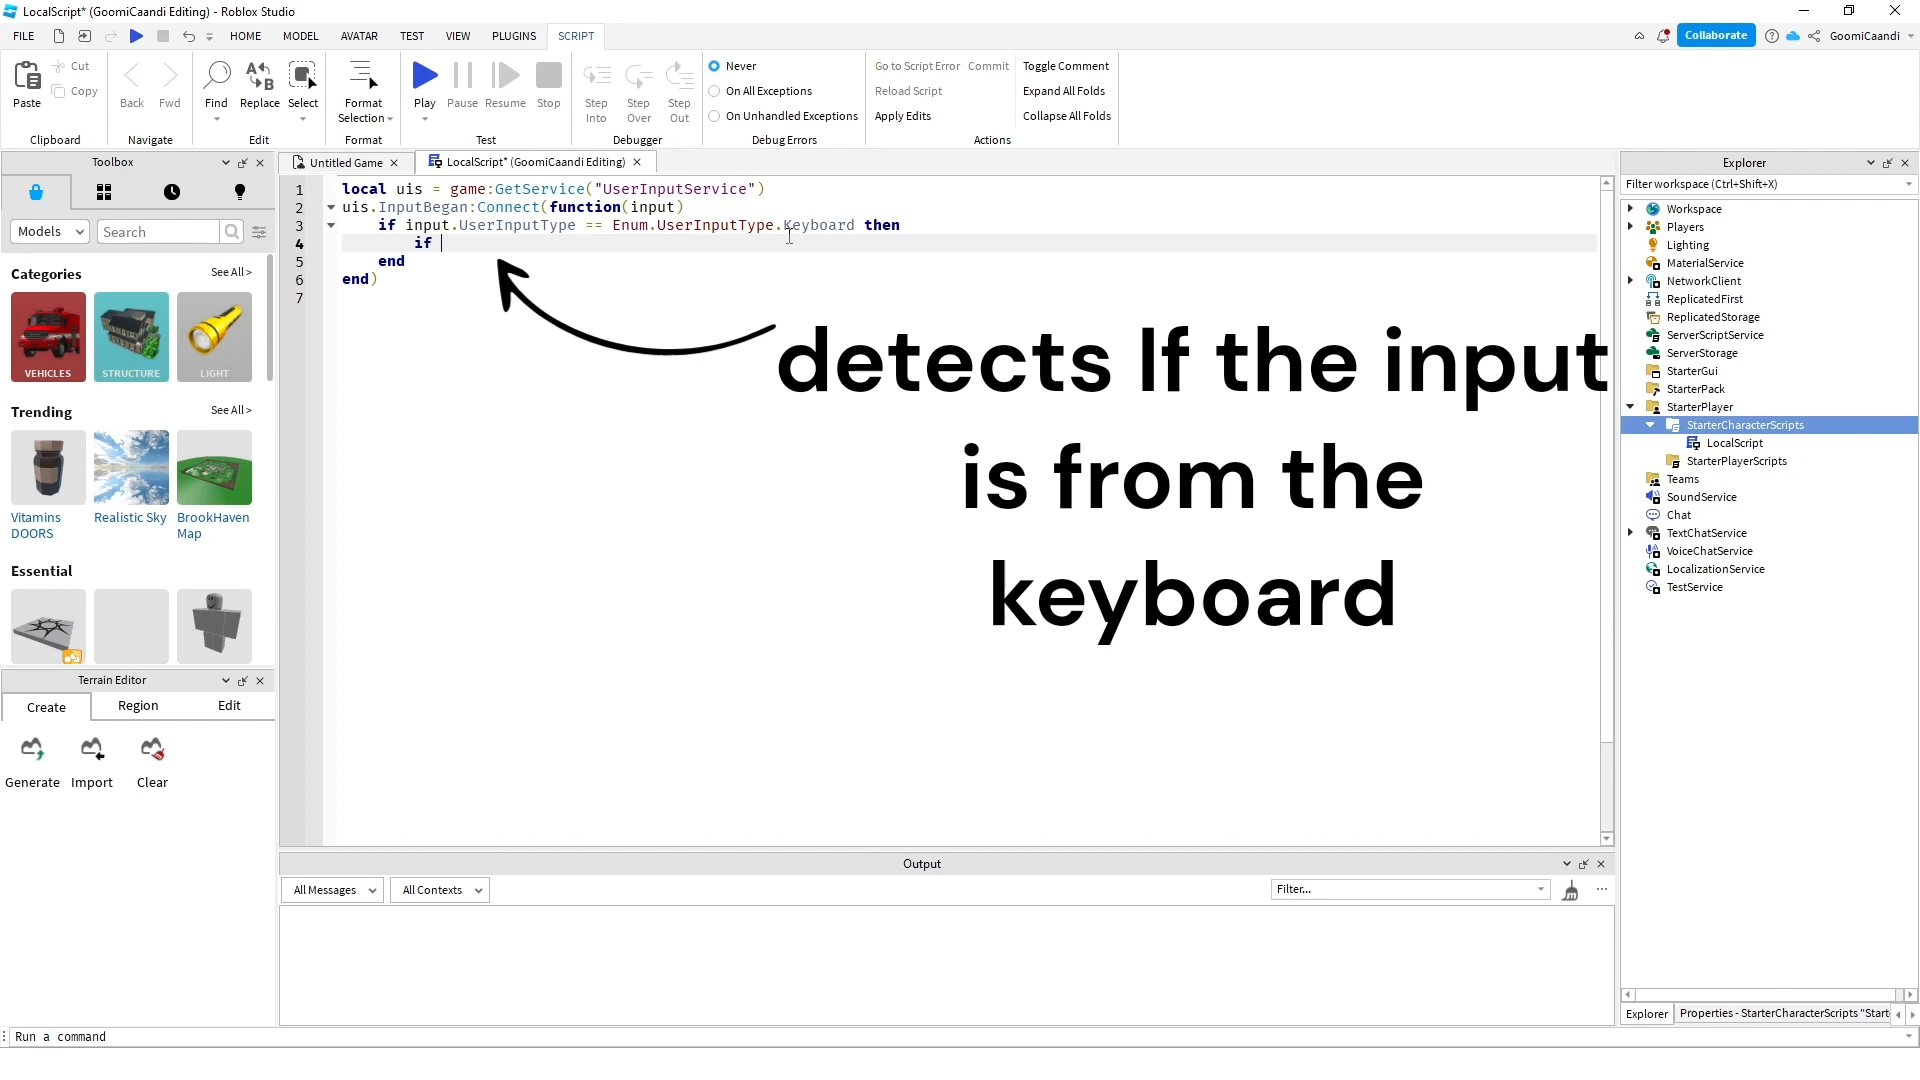 LocalScript* (GoomiCaandi Editing) - Roblox Studio
FILE HOME MODEL AVATAR TEST VIEW PLUGINS SCRIPT Collaborate GoomiCaandi
Paste Cut Copy
Clipboard
Back Fwd
Navigate
Find Replace Select
Edit
Format Selection
Format
Play Pause Resume Stop
Test
Step Into Step Over Step Out
Debugger
Never
On All Exceptions
On Unhandled Exceptions
Debug Errors
Go to Script Error Commit Toggle Comment
Reload Script Expand All Folds
Apply Edits Collapse All Folds
Actions
Toolbox
Models Search
Categories See All >
VEHICLES STRUCTURE LIGHT
Trending See All >
Vitamins DOORS
Realistic Sky
BrookHaven Map
Essential
Terrain Editor
Create Region Edit
Generate Import Clear
Untitled Game LocalScript* (GoomiCaandi Editing)
1 local uis = game:GetService("UserInputService")
2 uis.InputBegan:Connect(function(input)
3 if input.UserInputType == Enum.UserInputType.Keyboard then
4 if
5 end
6 end)
7
detects If the input
is from the
keyboard
Output
All Messages All Contexts Filter...
Explorer
Filter workspace (Ctrl+Shift+X)
Workspace
Players
Lighting
MaterialService
NetworkClient
ReplicatedFirst
ReplicatedStorage
ServerScriptService
ServerStorage
StarterGui
StarterPack
StarterPlayer
StarterCharacterScripts
LocalScript
StarterPlayerScripts
Teams
SoundService
Chat
TextChatService
VoiceChatService
LocalizationService
TestService
Explorer Properties - StarterCharacterScripts "Start
Run a command